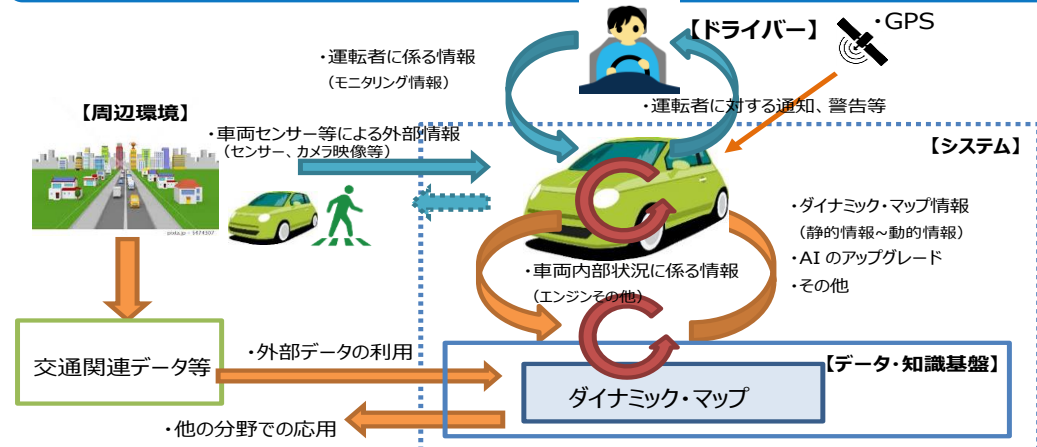 【ドライバー】
・GPS
・運転者に係る情報
（モニタリング情報）
・運転者に対する通知、警告等
【周辺環境】
・車両センサー等による外部情報
（センサー、カメラ映像等）
【システム】
・ダイナミック・マップ情報
（静的情報~動的情報）
・AI のアップグレード
・その他
・車両内部状況に係る情報
（エンジンその他）
pixta.jp - 1474107
交通関連データ等
・外部データの利用
【データ・知識基盤】
ダイナミック・マップ
・他の分野での応用